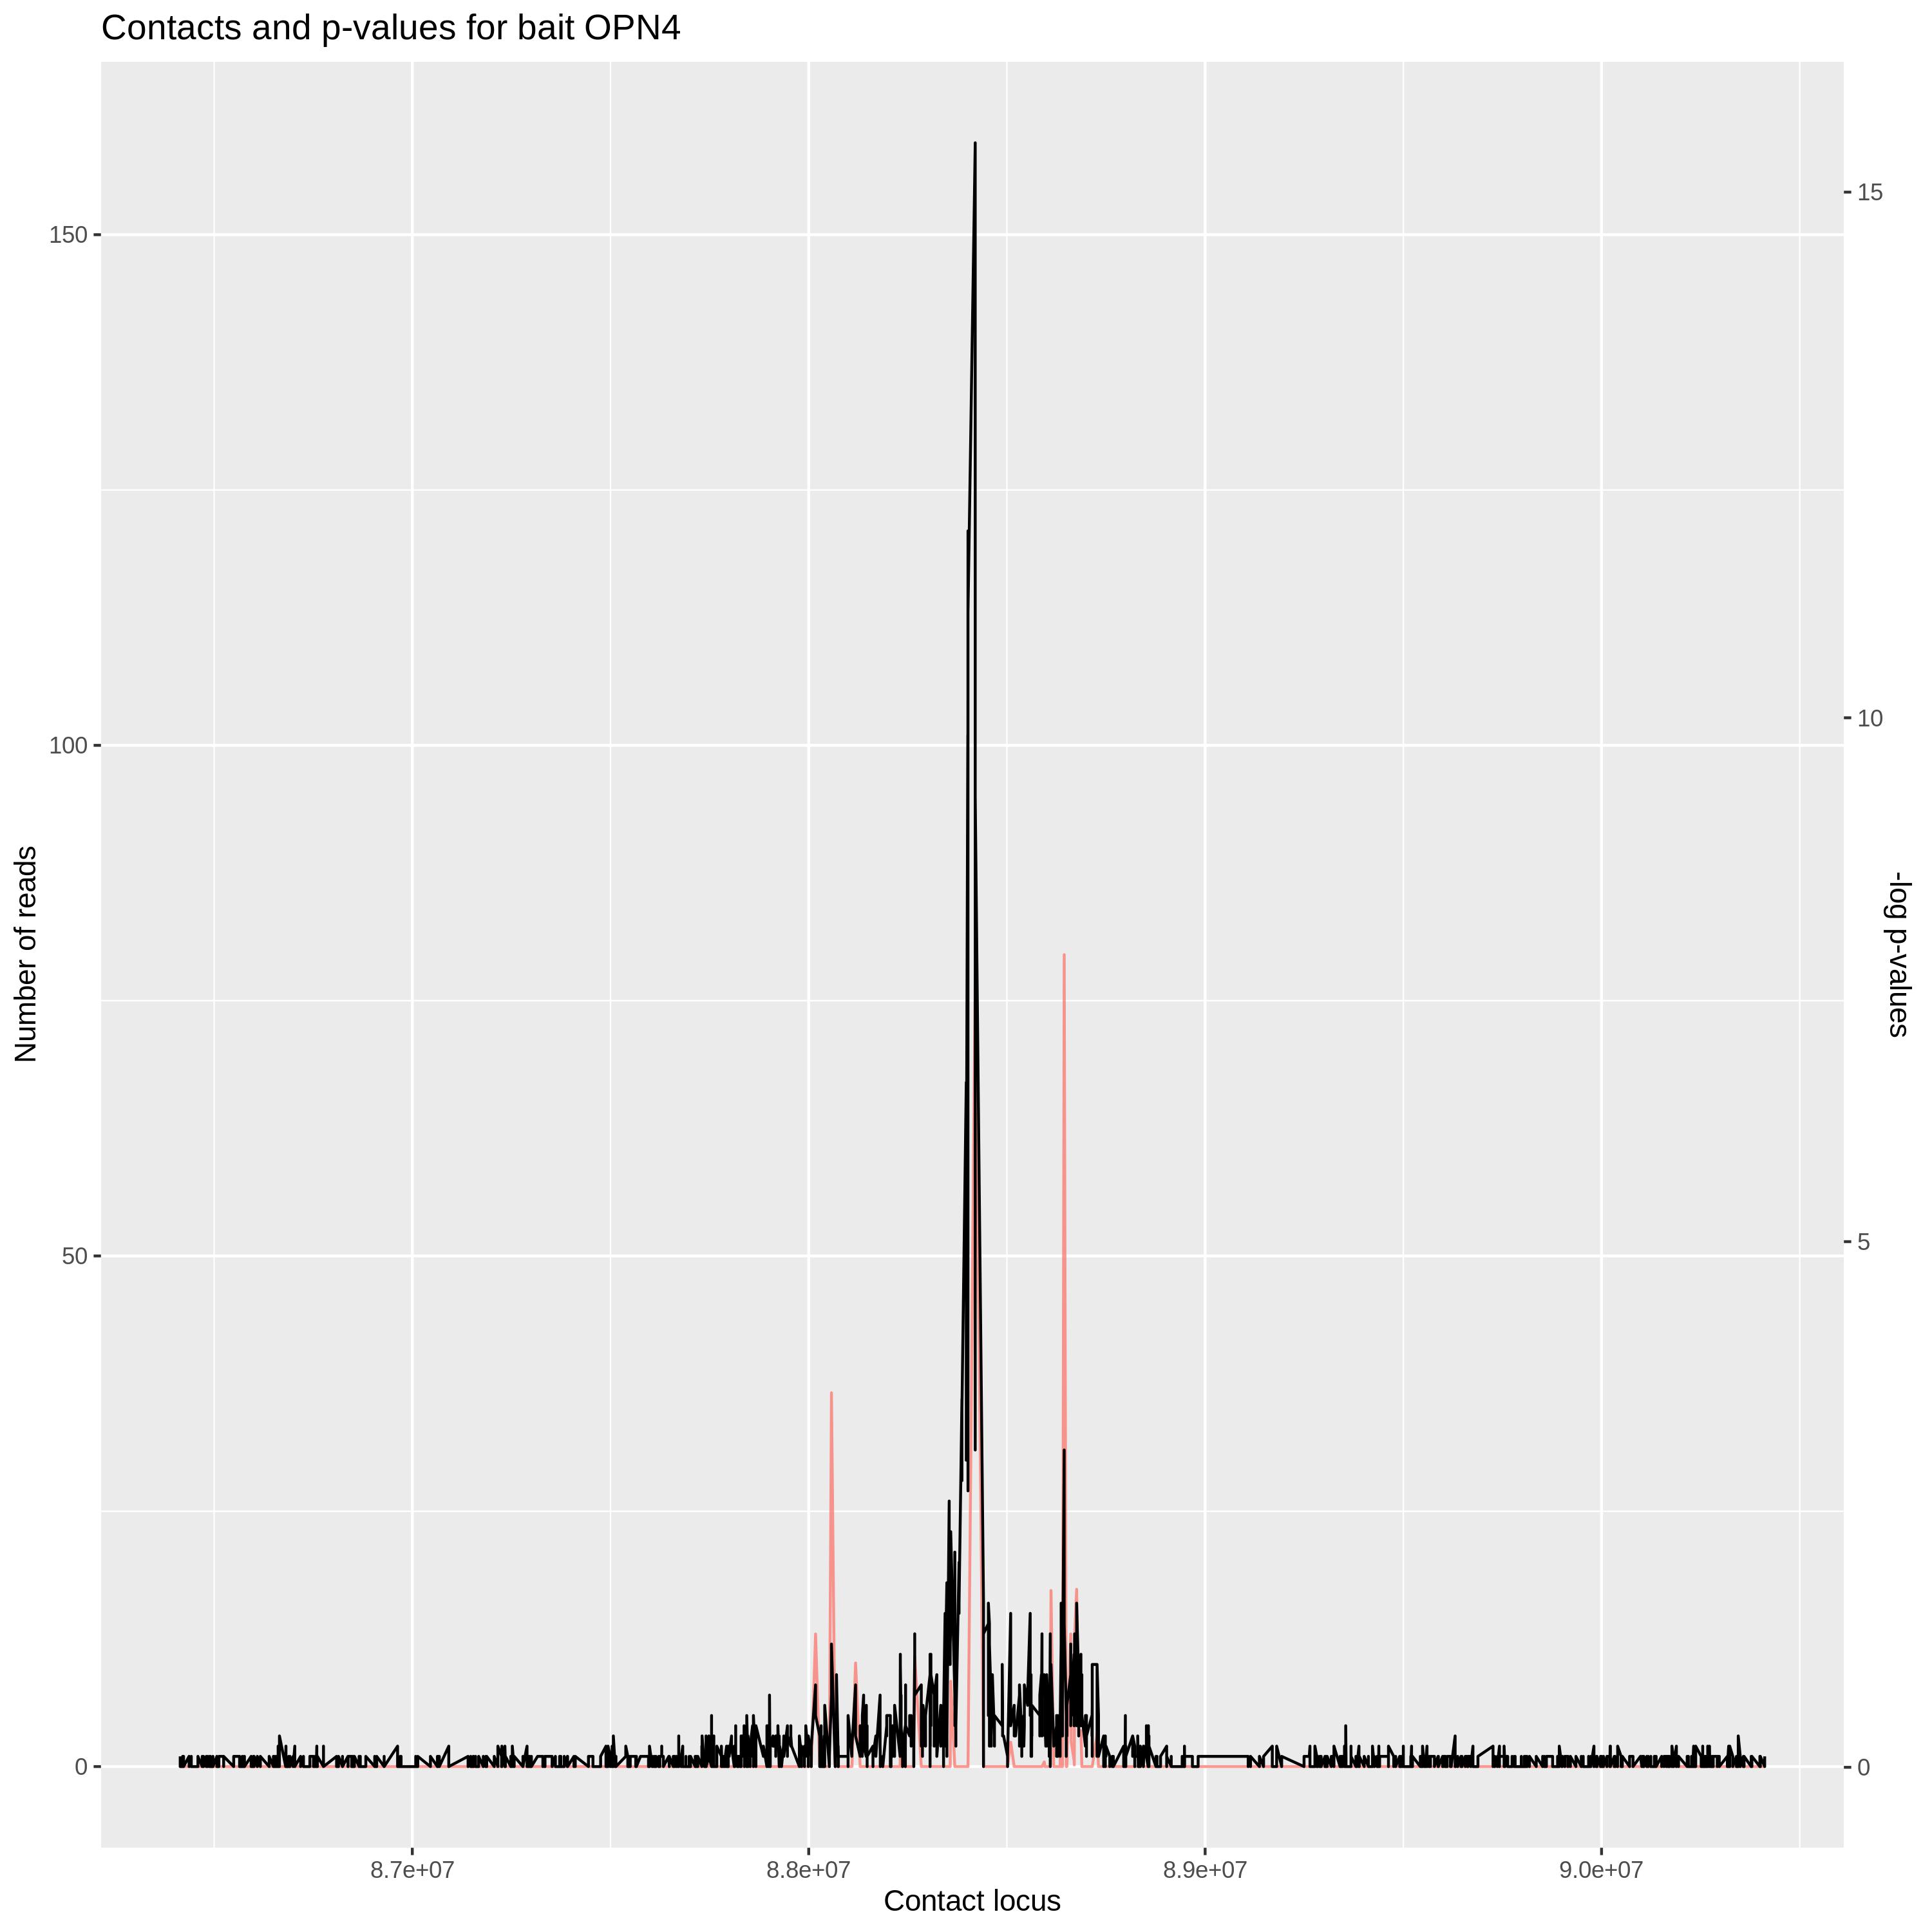 Contacts and p-values for bait OPN4
150
100
50
0
Number of reads
15
10
5
0
-log p-values
8.7e+07
8.8e+07
8.9e+07
9.0e+07
Contact locus